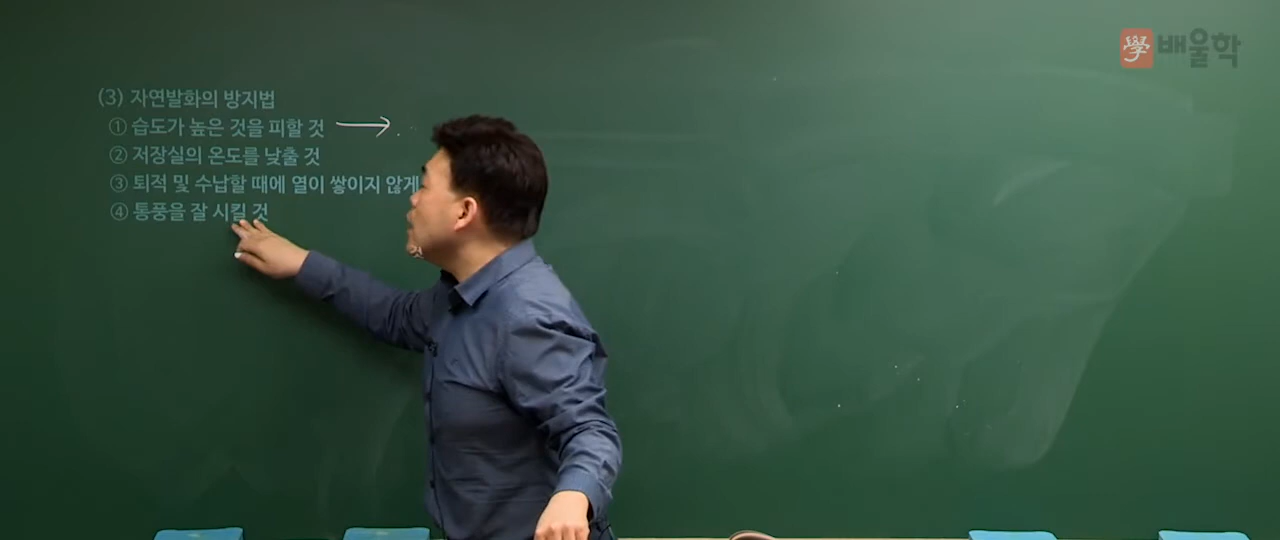 學 배울학
(3) 자연발화의 방지법
① 습도가 높은 것을 피할 것
② 저장실의 온도를 낮출 것
③ 퇴적 및 수납할 때에 열이 쌓이지 않게
④ 통풍을 잘 시킬 것